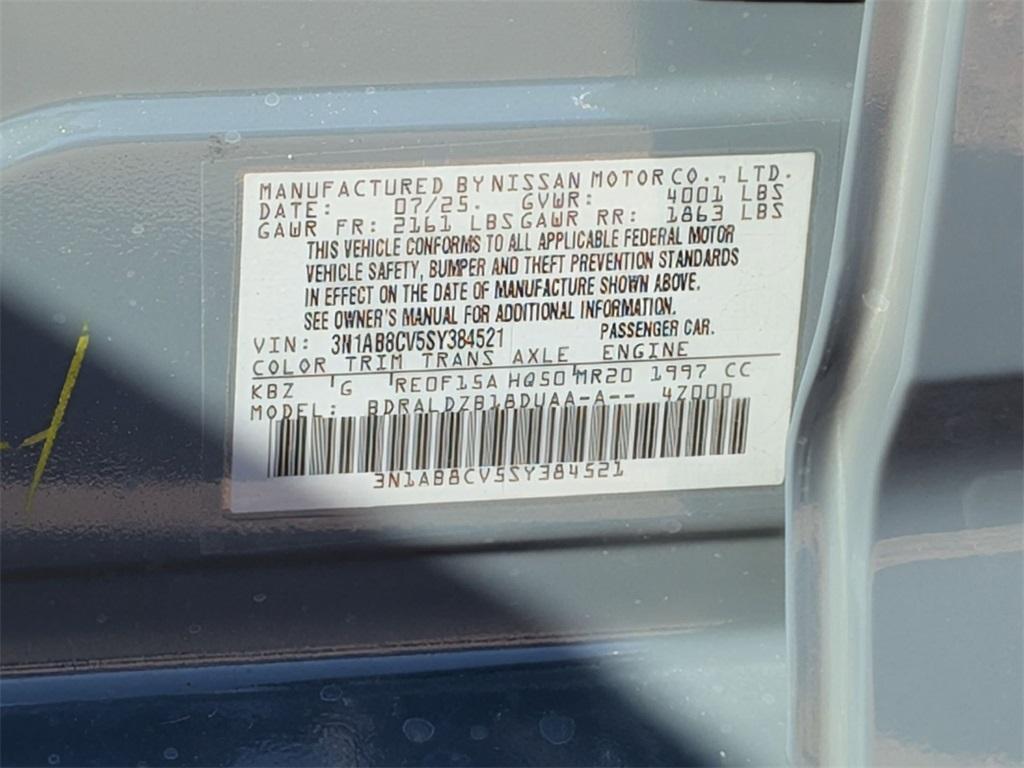 MANUFACTURED BY NISSAN MOTOR CO., LTD.
DATE: 07/25. GVWR: 4001 LBS
GAWR FR: 2161 LBS GAWR RR: 1863 LBS
THIS VEHICLE CONFORMS TO ALL APPLICABLE FEDERAL MOTOR
VEHICLE SAFETY, BUMPER AND THEFT PREVENTION STANDARDS
IN EFFECT ON THE DATE OF MANUFACTURE SHOWN ABOVE.
SEE OWNER'S MANUAL FOR ADDITIONAL INFORMATION.
VIN: 3N1AB8CV5SY384521 PASSENGER CAR.
COLOR TRIM TRANS AXLE ENGINE
KBZ G RE0F15A HQ50 MR20 1997 CC
MODEL: BDRALDZB18DUAA-A-- 4Z000
3N1AB8CV5SY384521